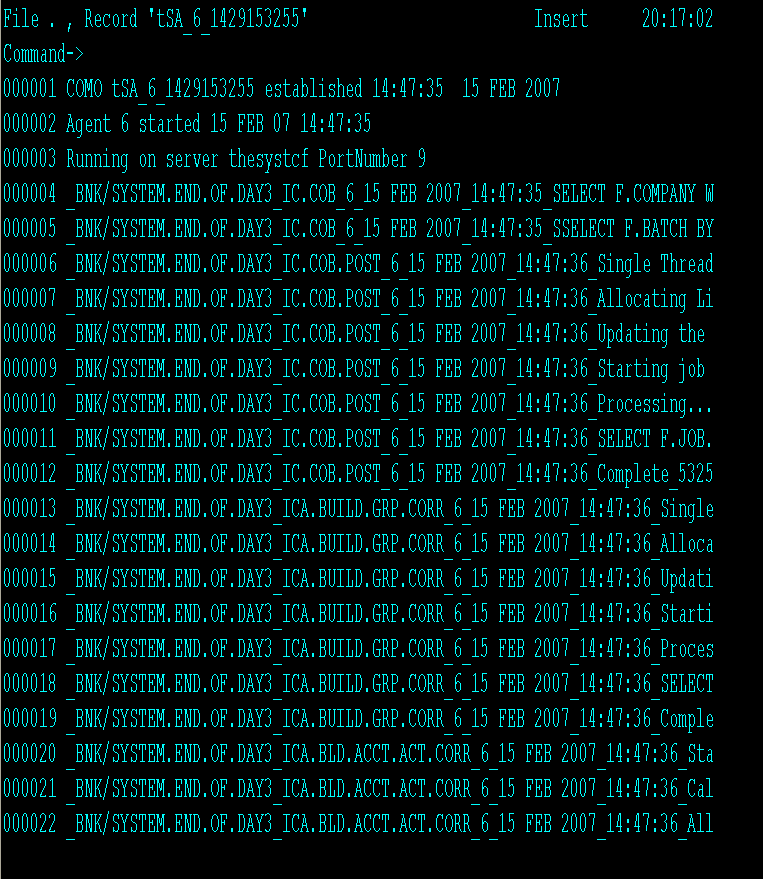 File . , Record 'tSA_6_1429153255' Insert 20:17:02
Command->
000001 COMO tSA_6_1429153255 established 14:47:35 15 FEB 2007
000002 Agent 6 started 15 FEB 07 14:47:35
000003 Running on server thesystcf PortNumber 9
000004 _BNK/SYSTEM.END.OF.DAY3_IC.COB_6_15 FEB 2007_14:47:35_SELECT F.COMPANY W
000005 _BNK/SYSTEM.END.OF.DAY3_IC.COB_6_15 FEB 2007_14:47:35_SSELECT F.BATCH BY
000006 _BNK/SYSTEM.END.OF.DAY3_IC.COB.POST_6_15 FEB 2007_14:47:36_Single Thread
000007 _BNK/SYSTEM.END.OF.DAY3_IC.COB.POST_6_15 FEB 2007_14:47:36_Allocating Li
000008 _BNK/SYSTEM.END.OF.DAY3_IC.COB.POST_6_15 FEB 2007_14:47:36_Updating the
000009 _BNK/SYSTEM.END.OF.DAY3_IC.COB.POST_6_15 FEB 2007_14:47:36_Starting job
000010 _BNK/SYSTEM.END.OF.DAY3_IC.COB.POST_6_15 FEB 2007_14:47:36_Processing...
000011 _BNK/SYSTEM.END.OF.DAY3_IC.COB.POST_6_15 FEB 2007_14:47:36_SELECT F.JOB.
000012 _BNK/SYSTEM.END.OF.DAY3_IC.COB.POST_6_15 FEB 2007_14:47:36_Complete_5325
000013 _BNK/SYSTEM.END.OF.DAY3_ICA.BUILD.GRP.CORR_6_15 FEB 2007_14:47:36_Single
000014 _BNK/SYSTEM.END.OF.DAY3_ICA.BUILD.GRP.CORR_6_15 FEB 2007_14:47:36_Alloca
000015 _BNK/SYSTEM.END.OF.DAY3_ICA.BUILD.GRP.CORR_6_15 FEB 2007_14:47:36_Updati
000016 _BNK/SYSTEM.END.OF.DAY3_ICA.BUILD.GRP.CORR_6_15 FEB 2007_14:47:36_Starti
000017 _BNK/SYSTEM.END.OF.DAY3_ICA.BUILD.GRP.CORR_6_15 FEB 2007_14:47:36_Proces
000018 _BNK/SYSTEM.END.OF.DAY3_ICA.BUILD.GRP.CORR_6_15 FEB 2007_14:47:36_SELECT
000019 _BNK/SYSTEM.END.OF.DAY3_ICA.BUILD.GRP.CORR_6_15 FEB 2007_14:47:36_Comple
000020 _BNK/SYSTEM.END.OF.DAY3_ICA.BLD.ACCT.ACT.CORR_6_15 FEB 2007_14:47:36_Sta
000021 _BNK/SYSTEM.END.OF.DAY3_ICA.BLD.ACCT.ACT.CORR_6_15 FEB 2007_14:47:36_Cal
000022 _BNK/SYSTEM.END.OF.DAY3_ICA.BLD.ACCT.ACT.CORR_6_15 FEB 2007_14:47:36_All